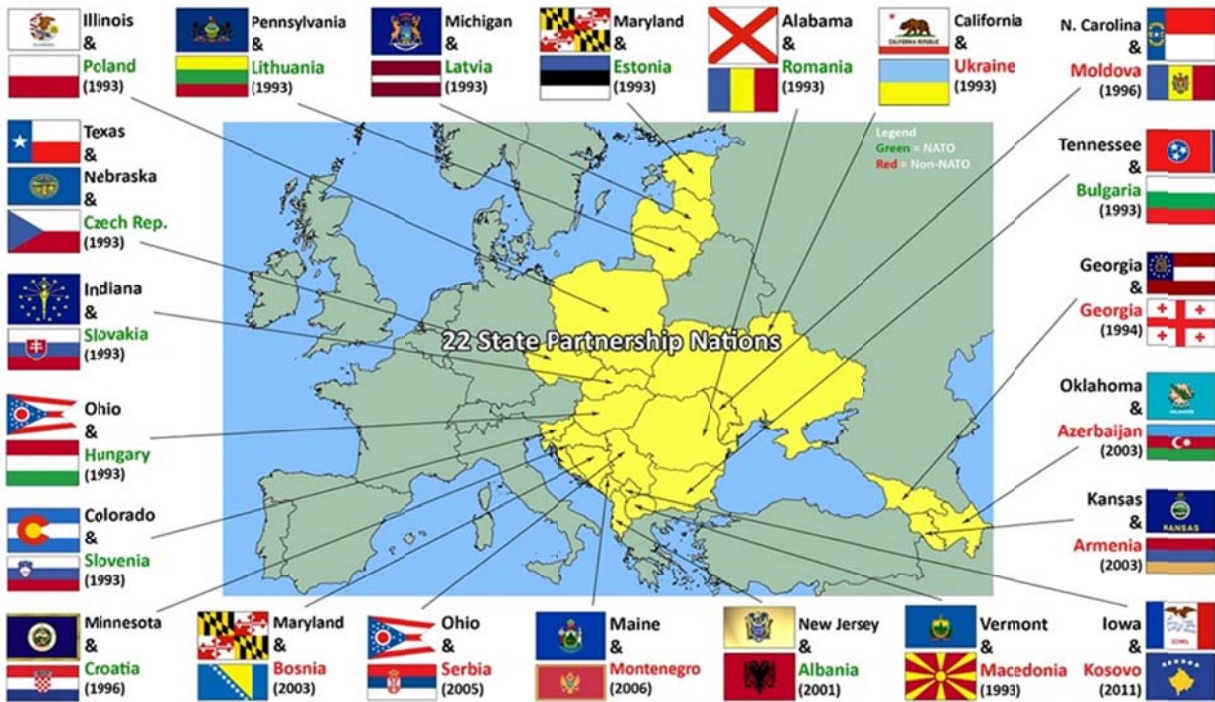 Illinois
&
Poland
(1993)
Pennsylvania
&
Lithuania
(1993)
Michigan
&
Latvia
(1993)
Maryland
&
Estonia
(1993)
Alabama
&
Romania
(1993)
California
&
Ukraine
(1993)
CALIFORNIA REPUBLIC
N. Carolina
&
Moldova
(1996)
Texas
&
Nebraska
&
Czech Rep.
(1993)
Legend
Green = NATO
Red = Non-NATO
Tennessee
&
Bulgaria
(1993)
Indiana
&
Slovakia
(1993)
Georgia
&
Georgia
(1994)
22 State Partnership Nations
Ohio
&
Hungary
(1993)
Oklahoma
&
Azerbaijan
(2003)
Colorado
&
Slovenia
(1993)
Kansas
&
Armenia
(2003)
KANSAS
Minnesota
&
Croatia
(1996)
Maryland
&
Bosnia
(2003)
Ohio
&
Serbia
(2005)
Maine
&
Montenegro
(2006)
New Jersey
&
Albania
(2001)
Vermont
&
Macedonia
(1993)
Iowa
&
Kosovo
(2011)